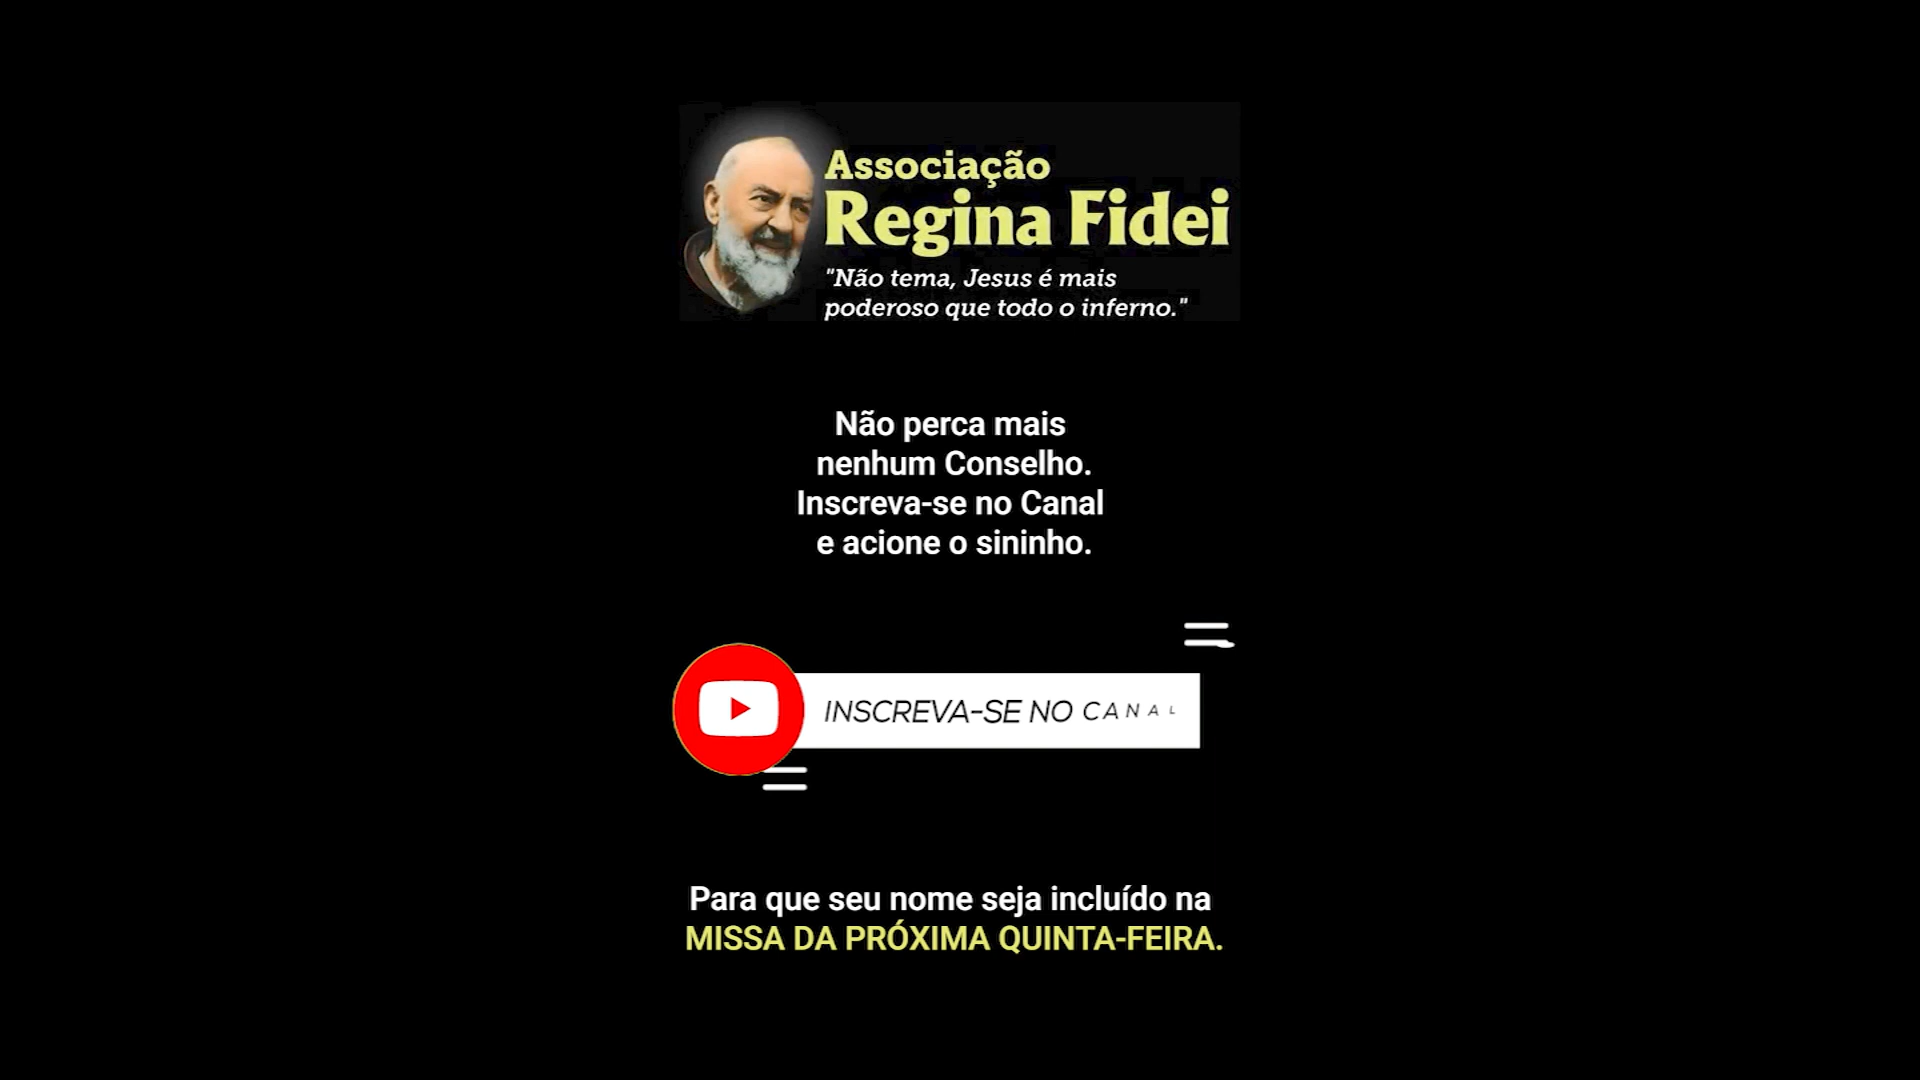 Associação
Regina Fidei
"Não tema, Jesus é mais
poderoso que todo o inferno."
Não perca mais
nenhum Conselho.
Inscreva-se no Canal
e acione o sininho.
INSCREVA-SE NO CANAL
Para que seu nome seja incluído na
MISSA DA PRÓXIMA QUINTA-FEIRA.